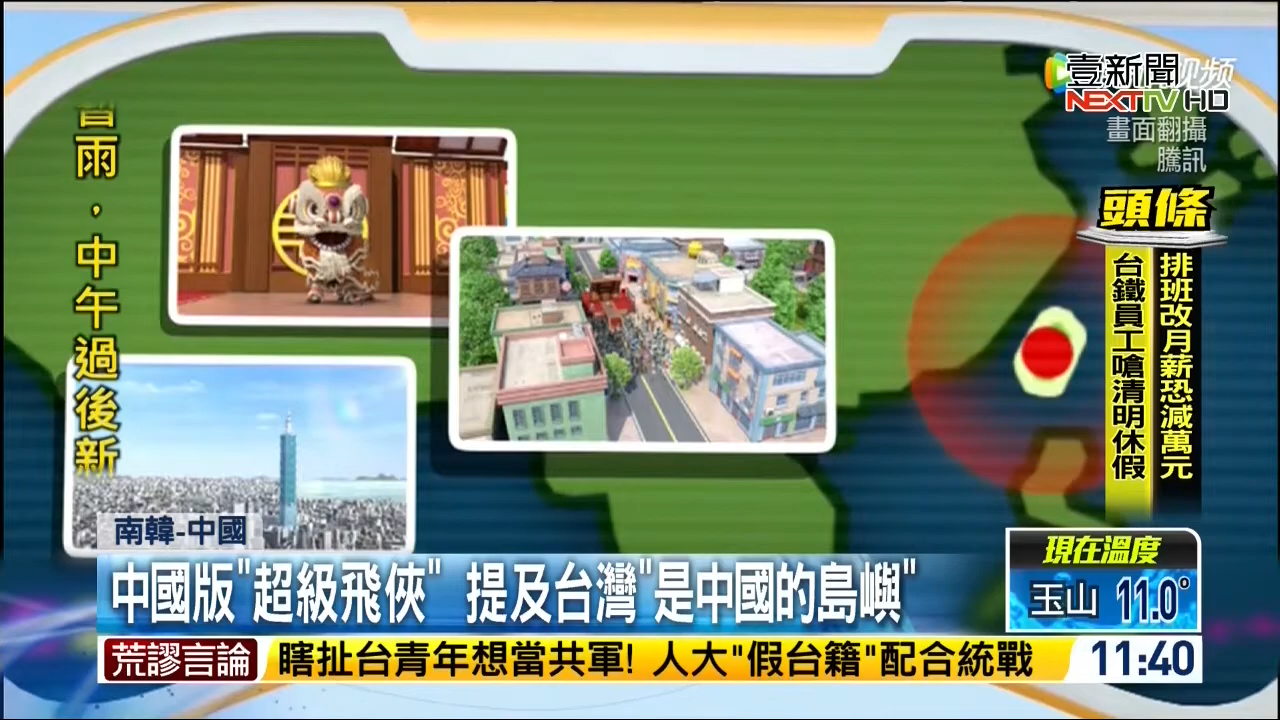 壹新聞
视频
NEXTTV HD
畫面翻攝
騰訊
頭條
排班改月薪恐減萬元
台鐵員工嗆清明休假
雨，中午過後新
南韓-中國
中國版"超級飛俠" 提及台灣"是中國的島嶼"
現在溫度
玉山 11.0°
荒謬言論
瞎扯台青年想當共軍! 人大"假台籍"配合統戰
11:40